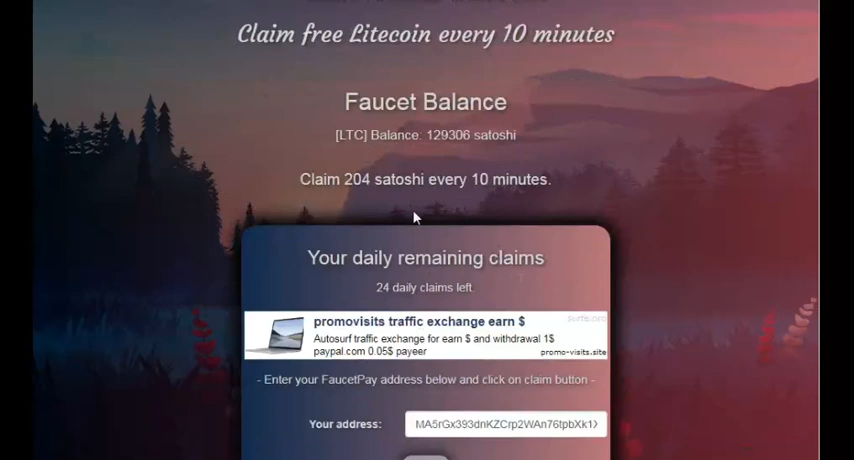 Claim free Litecoin every 10 minutes
Faucet Balance
[LTC] Balance: 129306 satoshi
Claim 204 satoshi every 10 minutes.
Your daily remaining claims
24 daily claims left.
promovisits traffic exchange earn $
Autosurf traffic exchange for earn $ and withdrawal 1$
paypal.com 0.05$ payeer
promo-visits.site
- Enter your FaucetPay address below and click on claim button -
Your address: MA5rGx393dnKZCrp2WAn76tpbXk1